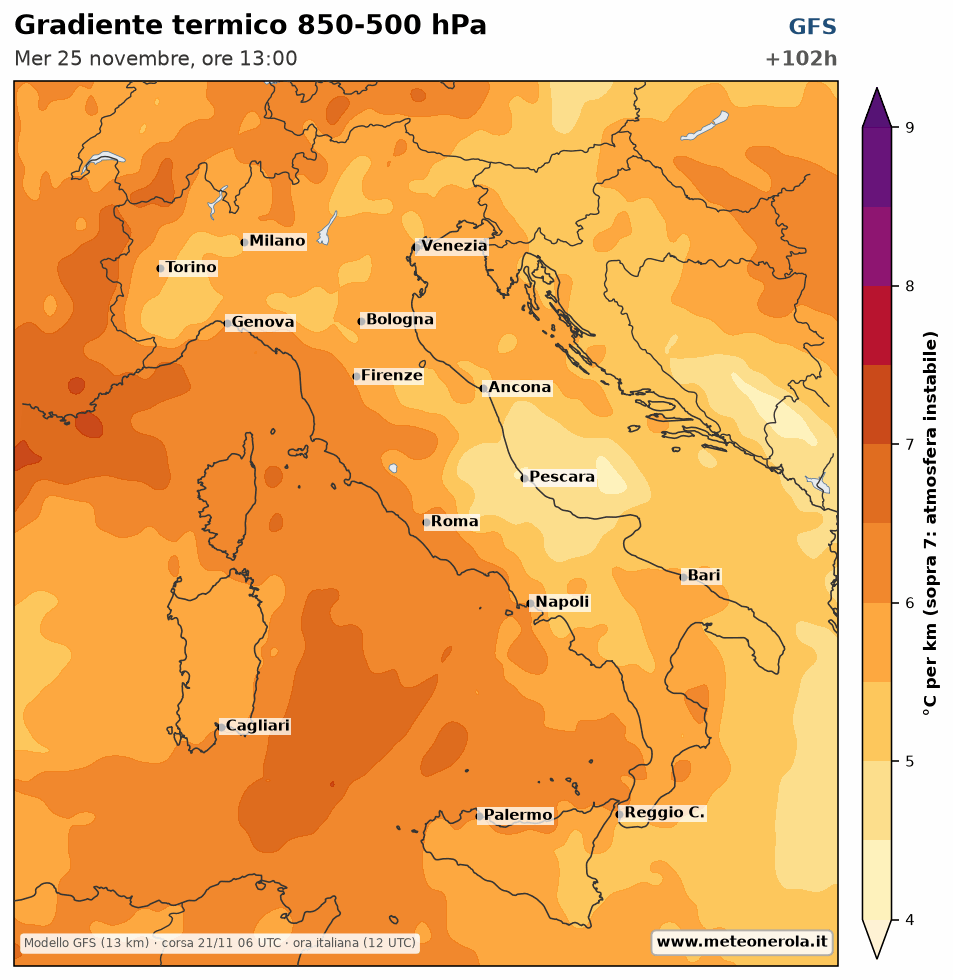 Gradiente termico 850-500 hPa
GFS
Mer 25 novembre, ore 13:00
+102h
Milano
Venezia
Torino
Genova
Bologna
Firenze
Ancona
Pescara
Roma
Bari
Napoli
Cagliari
Palermo
Reggio C.
9
8
7
6
5
4
°C per km (sopra 7: atmosfera instabile)
Modello GFS (13 km) · corsa 21/11 06 UTC · ora italiana (12 UTC)
www.meteonerola.it